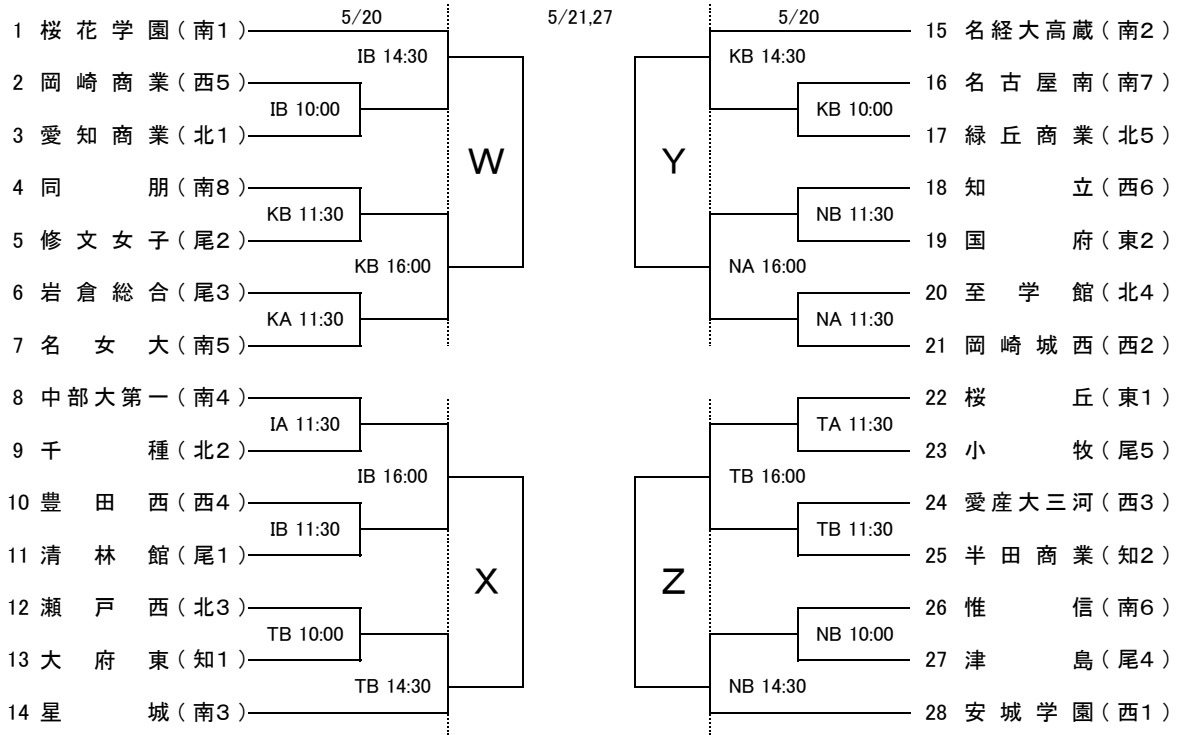 5/20 5/21,27 5/20
1 桜花学園(南1) 15 名経大高蔵(南2)
IB 14:30 KB 14:30
2 岡崎商業(西5) 16 名古屋南(南7)
IB 10:00 KB 10:00
3 愛知商業(北1) 17 緑丘商業(北5)
W Y
4 同朋(南8) 18 知立(西6)
KB 11:30 NB 11:30
5 修文女子(尾2) 19 国府(東2)
KB 16:00 NA 16:00
6 岩倉総合(尾3) 20 至学館(北4)
KA 11:30 NA 11:30
7 名女大(南5) 21 岡崎城西(西2)
8 中部大第一(南4) 22 桜丘(東1)
IA 11:30 TA 11:30
9 千種(北2) 23 小牧(尾5)
IB 16:00 TB 16:00
10 豊田西(西4) 24 愛産大三河(西3)
IB 11:30 TB 11:30
11 清林館(尾1) 25 半田商業(知2)
X Z
12 瀬戸西(北3) 26 惟信(南6)
TB 10:00 NB 10:00
13 大府東(知1) 27 津島(尾4)
TB 14:30 NB 14:30
14 星城(南3) 28 安城学園(西1)